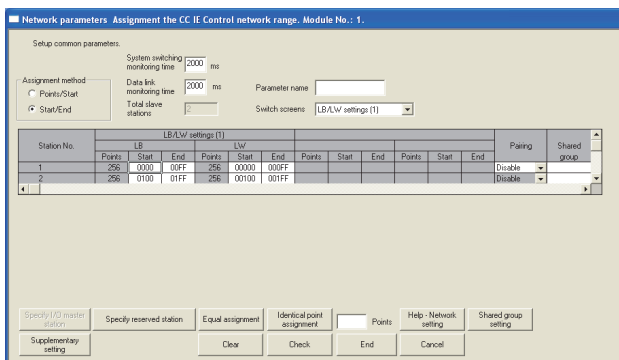 Network parameters Assignment the CC IE Control network range. Module No.: 1.
Setup common parameters.
System switching monitoring time 2000 ms
Assignment method
Points/Start
Start/End
Data link monitoring time 2000 ms
Parameter name
Total slave stations 2
Switch screens LB/LW settings (1)
Station No. LB/LW settings (1) Pairing Shared group
LB LW
Points Start End Points Start End Points Start End Points Start End
1 256 0000 00FF 256 00000 000FF Disable
2 256 0100 01FF 256 00100 001FF Disable
Specify I/O master station
Specify reserved station
Equal assignment
Identical point assignment
Points
Help - Network setting
Shared group setting
Supplementary setting
Clear
Check
End
Cancel